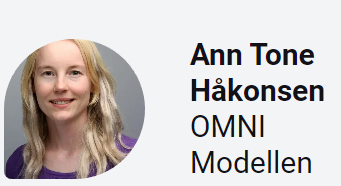 Ann Tone
Håkonsen
OMNI
Modellen